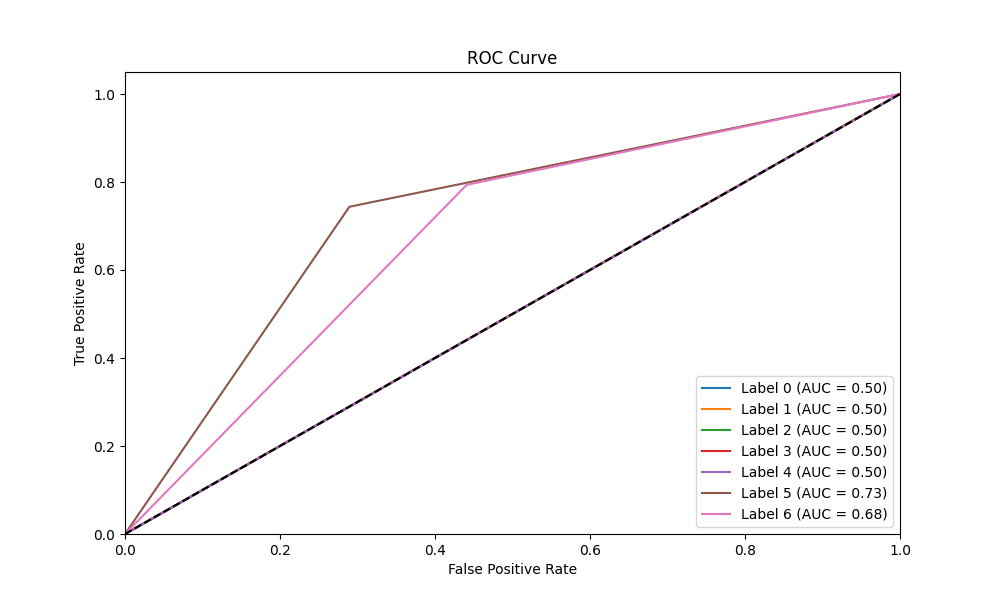 ROC Curve
True Positive Rate
1.0
0.8
0.6
0.4
0.2
0.0
Label 0 (AUC = 0.50)
Label 1 (AUC = 0.50)
Label 2 (AUC = 0.50)
Label 3 (AUC = 0.50)
Label 4 (AUC = 0.50)
Label 5 (AUC = 0.73)
Label 6 (AUC = 0.68)
0.0 0.2 0.4 0.6 0.8 1.0
False Positive Rate